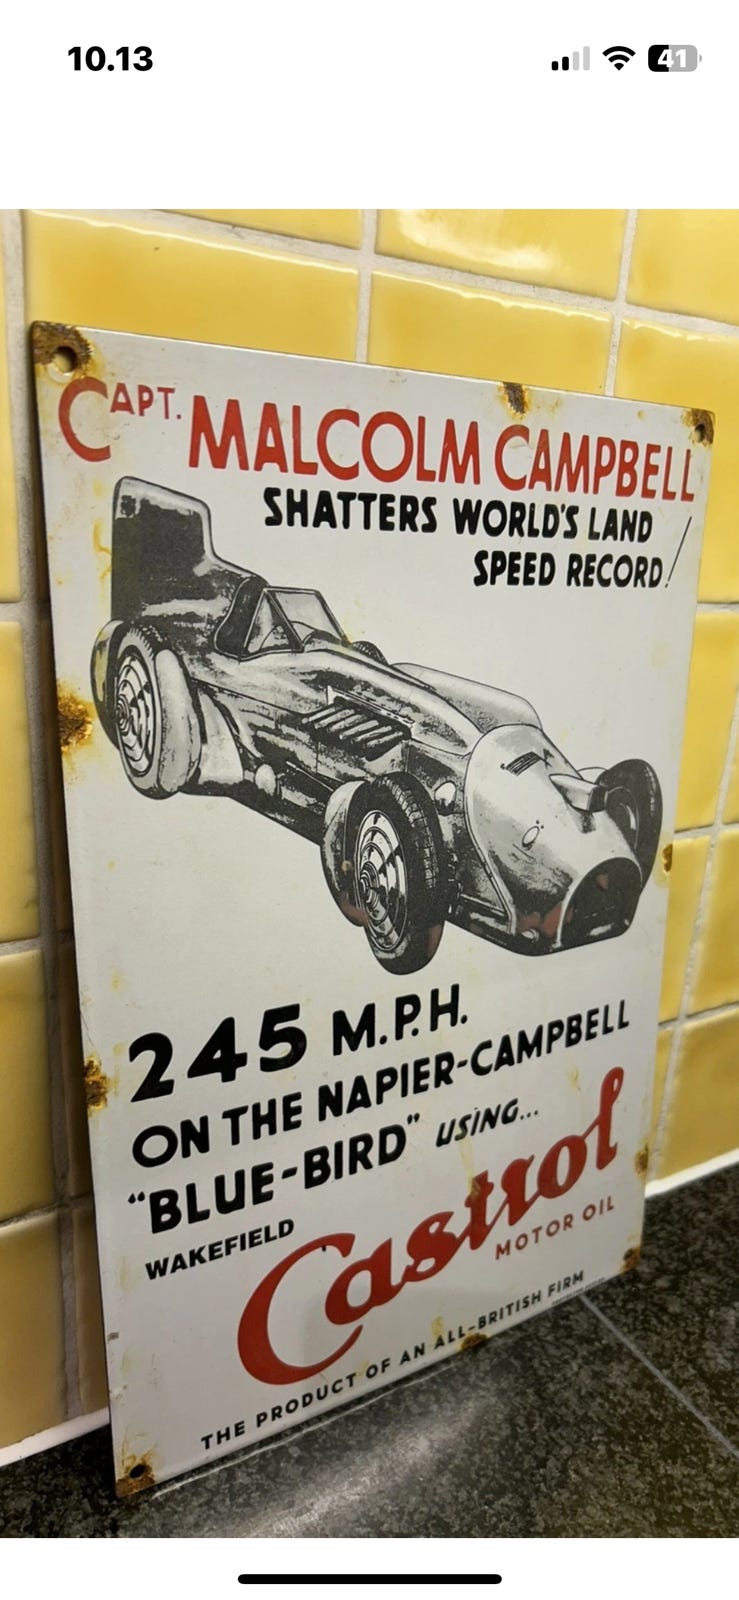 10.13
41
CAPT. MALCOLM CAMPBELL
SHATTERS WORLD'S LAND
SPEED RECORD!
245 M.P.H.
ON THE NAPIER-CAMPBELL
"BLUE-BIRD" USING...
WAKEFIELD
Castrol
MOTOR OIL
THE PRODUCT OF AN ALL-BRITISH FIRM